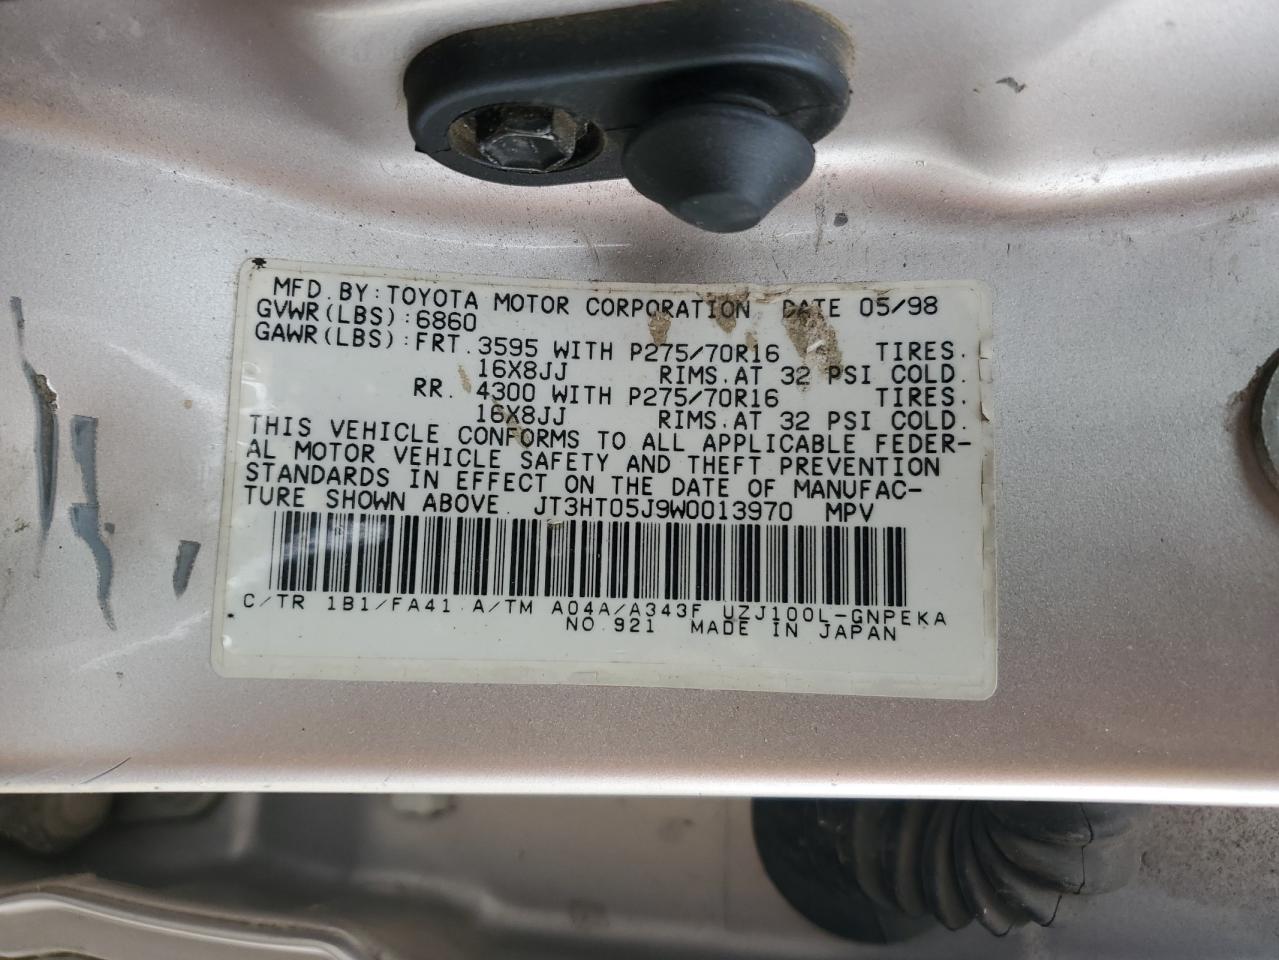 MFD. BY: TOYOTA MOTOR CORPORATION DATE 05/98
GVWR(LBS):6860
GAWR(LBS):FRT. 3595 WITH P275/70R16 TIRES.
16X8JJ RIMS.AT 32 PSI COLD.
RR. 4300 WITH P275/70R16 TIRES.
16X8JJ RIMS.AT 32 PSI COLD.
THIS VEHICLE CONFORMS TO ALL APPLICABLE FEDER-
AL MOTOR VEHICLE SAFETY AND THEFT PREVENTION
STANDARDS IN EFFECT ON THE DATE OF MANUFAC-
TURE SHOWN ABOVE. JT3HT05J9W0013970 MPV
C/TR 1B1/FA41 A/TM A04A/A343F UZJ100L-GNPEKA
NO.921 MADE IN JAPAN